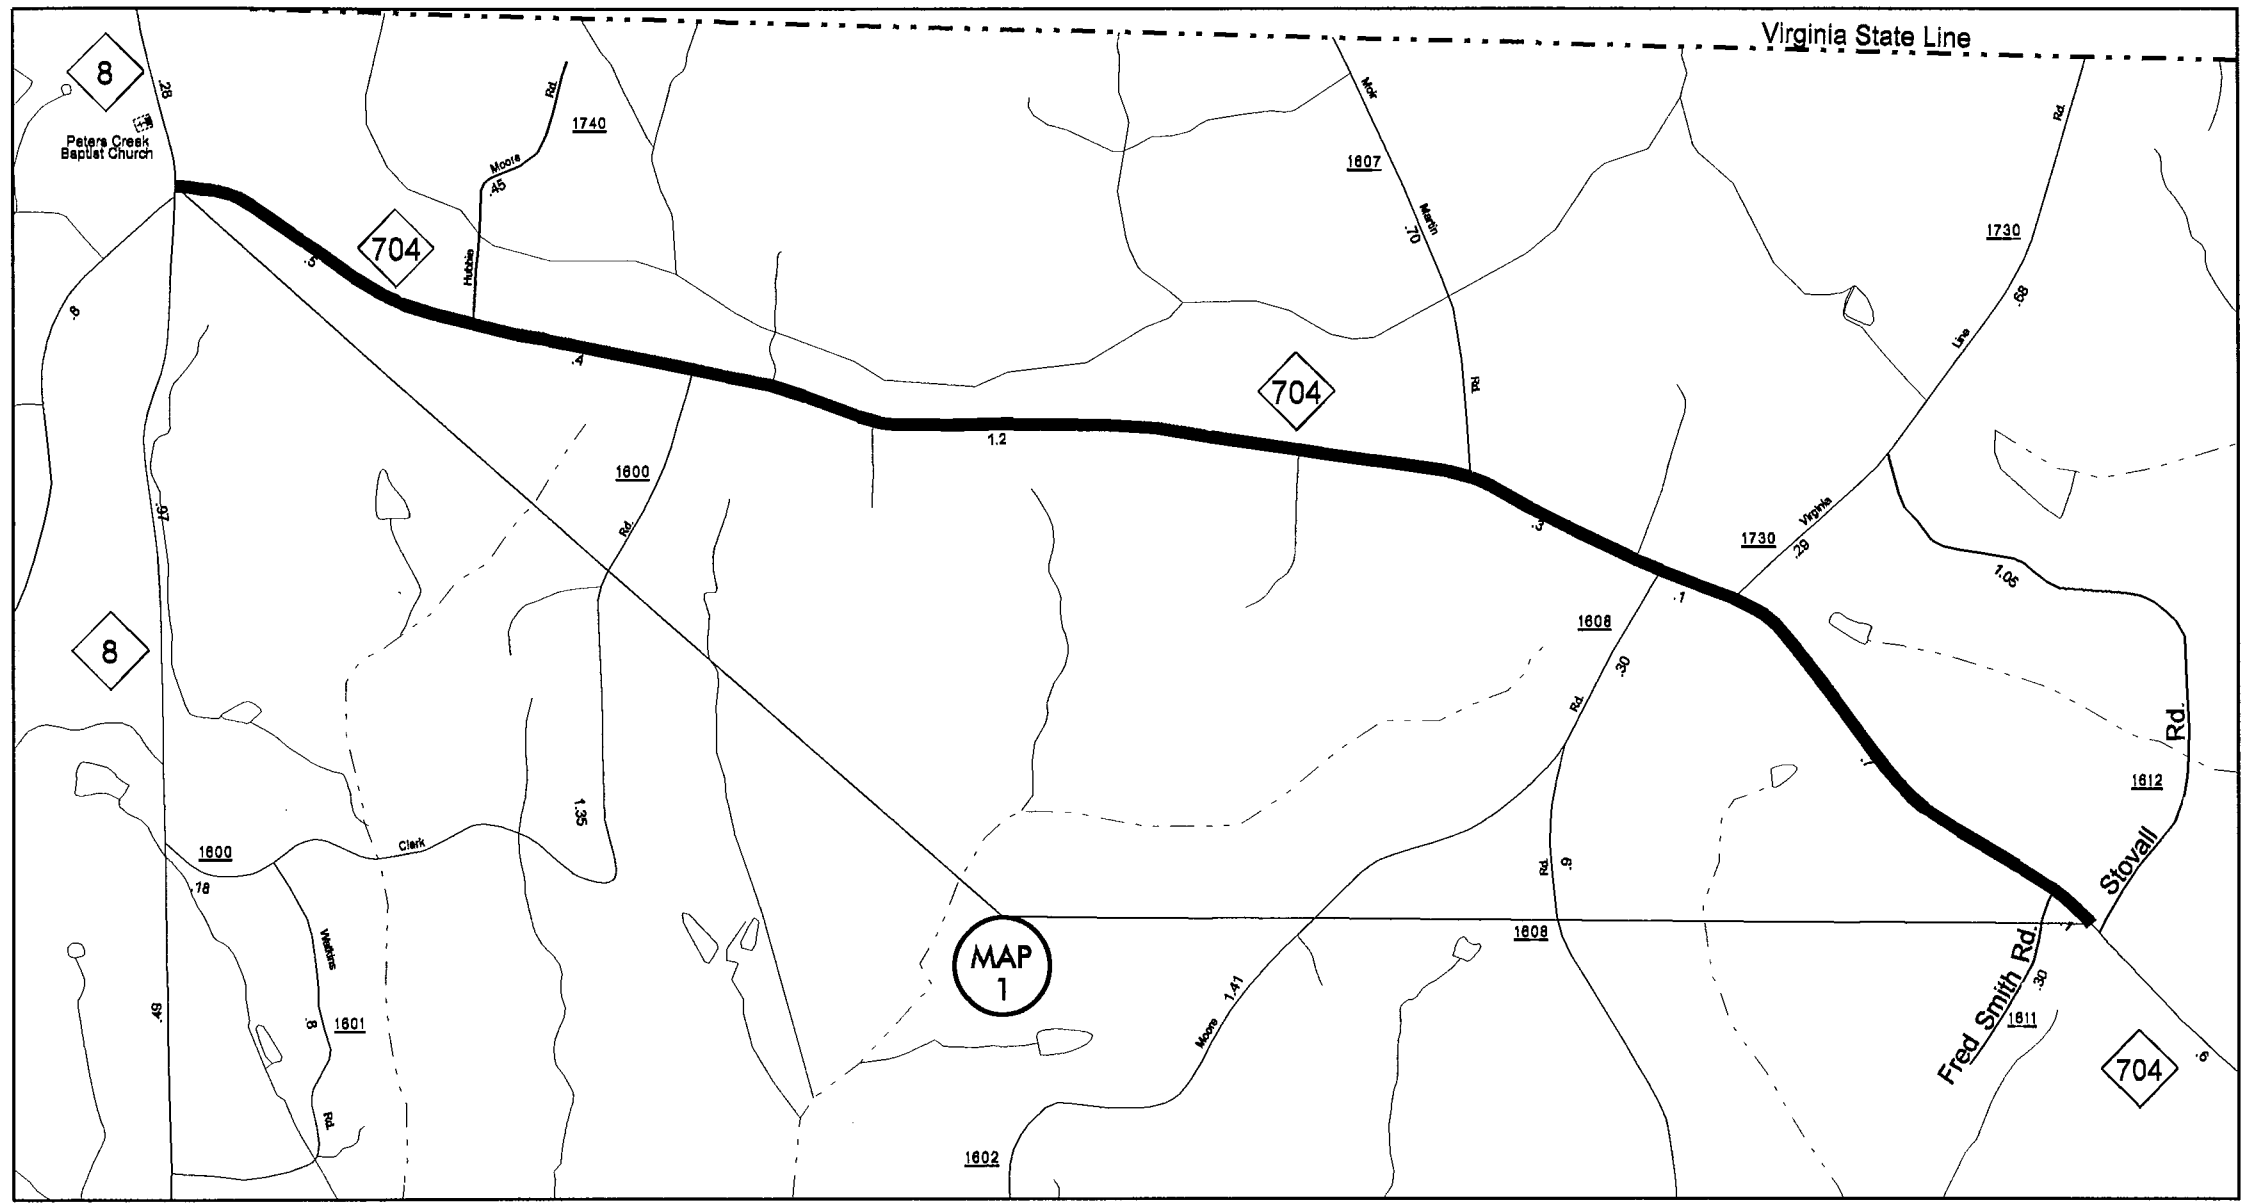 Virginia State Line
8
.28
Peters Creek
Baptist Church
Rd.
1740
Moore
.45
Hubbie
704
.5
.8
.4
Moir
1607
Martin
.70
Rd.
Rd.
1730
.68
Line
704
1.2
1600
Rd.
.97
.3
Virginia
1730
.29
1.05
.1
1608
.30
Rd.
8
Rd.
1612
Stovall
1.35
1600
Clark
.18
Rd.
.9
1608
MAP
1
Watkins
.8
1601
Rd.
.49
1.41
Moore
1602
Fred Smith Rd.
.30
1611
.1
704
.6